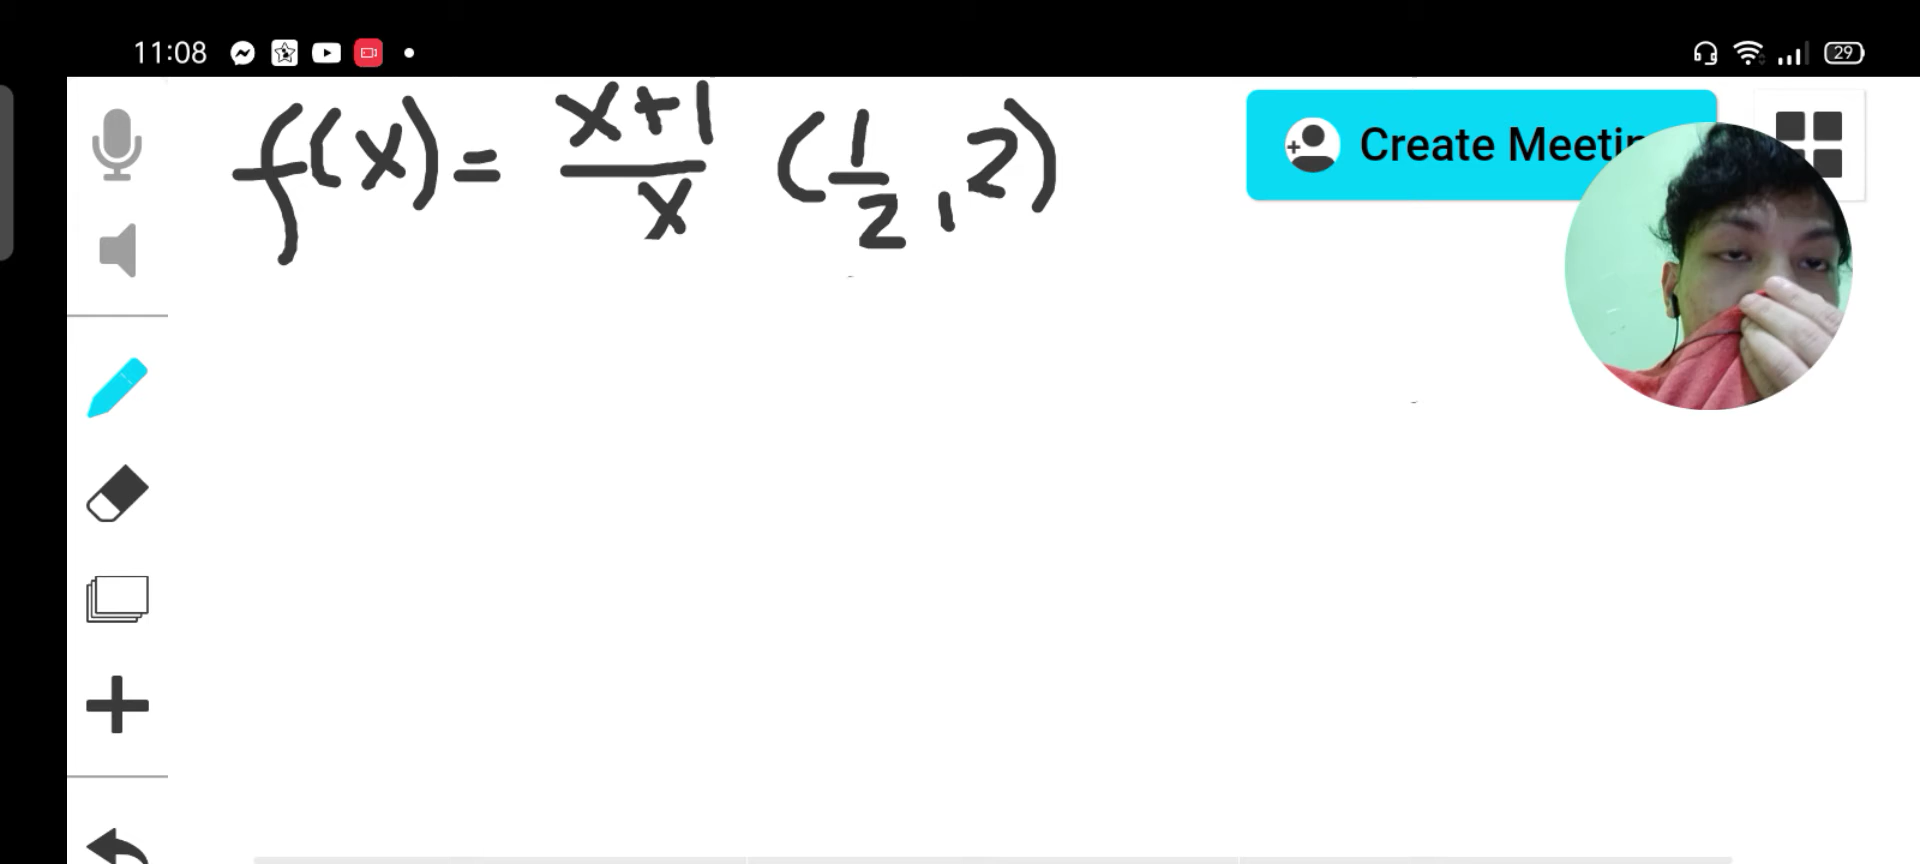 11:08 29
f(x) = x+1/x (1/2, 2)
Create Meetin